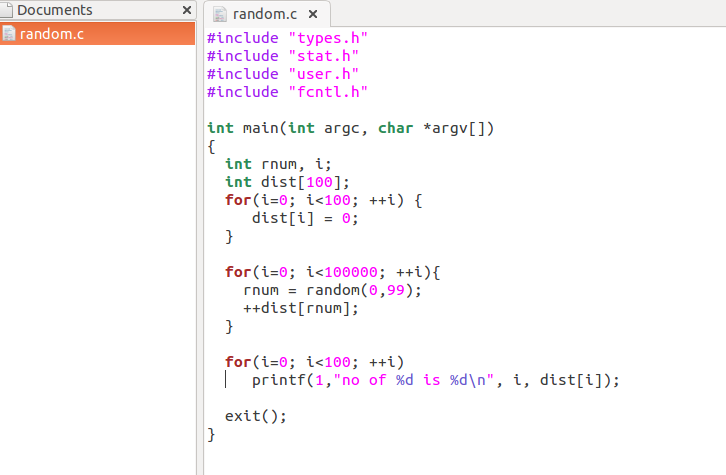 Documents
random.c
random.c
#include "types.h"
#include "stat.h"
#include "user.h"
#include "fcntl.h"
int main(int argc, char *argv[])
{
  int rnum, i;
  int dist[100];
  for(i=0; i<100; ++i) {
     dist[i] = 0;
  }
  for(i=0; i<100000; ++i){
    rnum = random(0,99);
    ++dist[rnum];
  }
  for(i=0; i<100; ++i)
     printf(1,"no of %d is %d\n", i, dist[i]);
  exit();
}